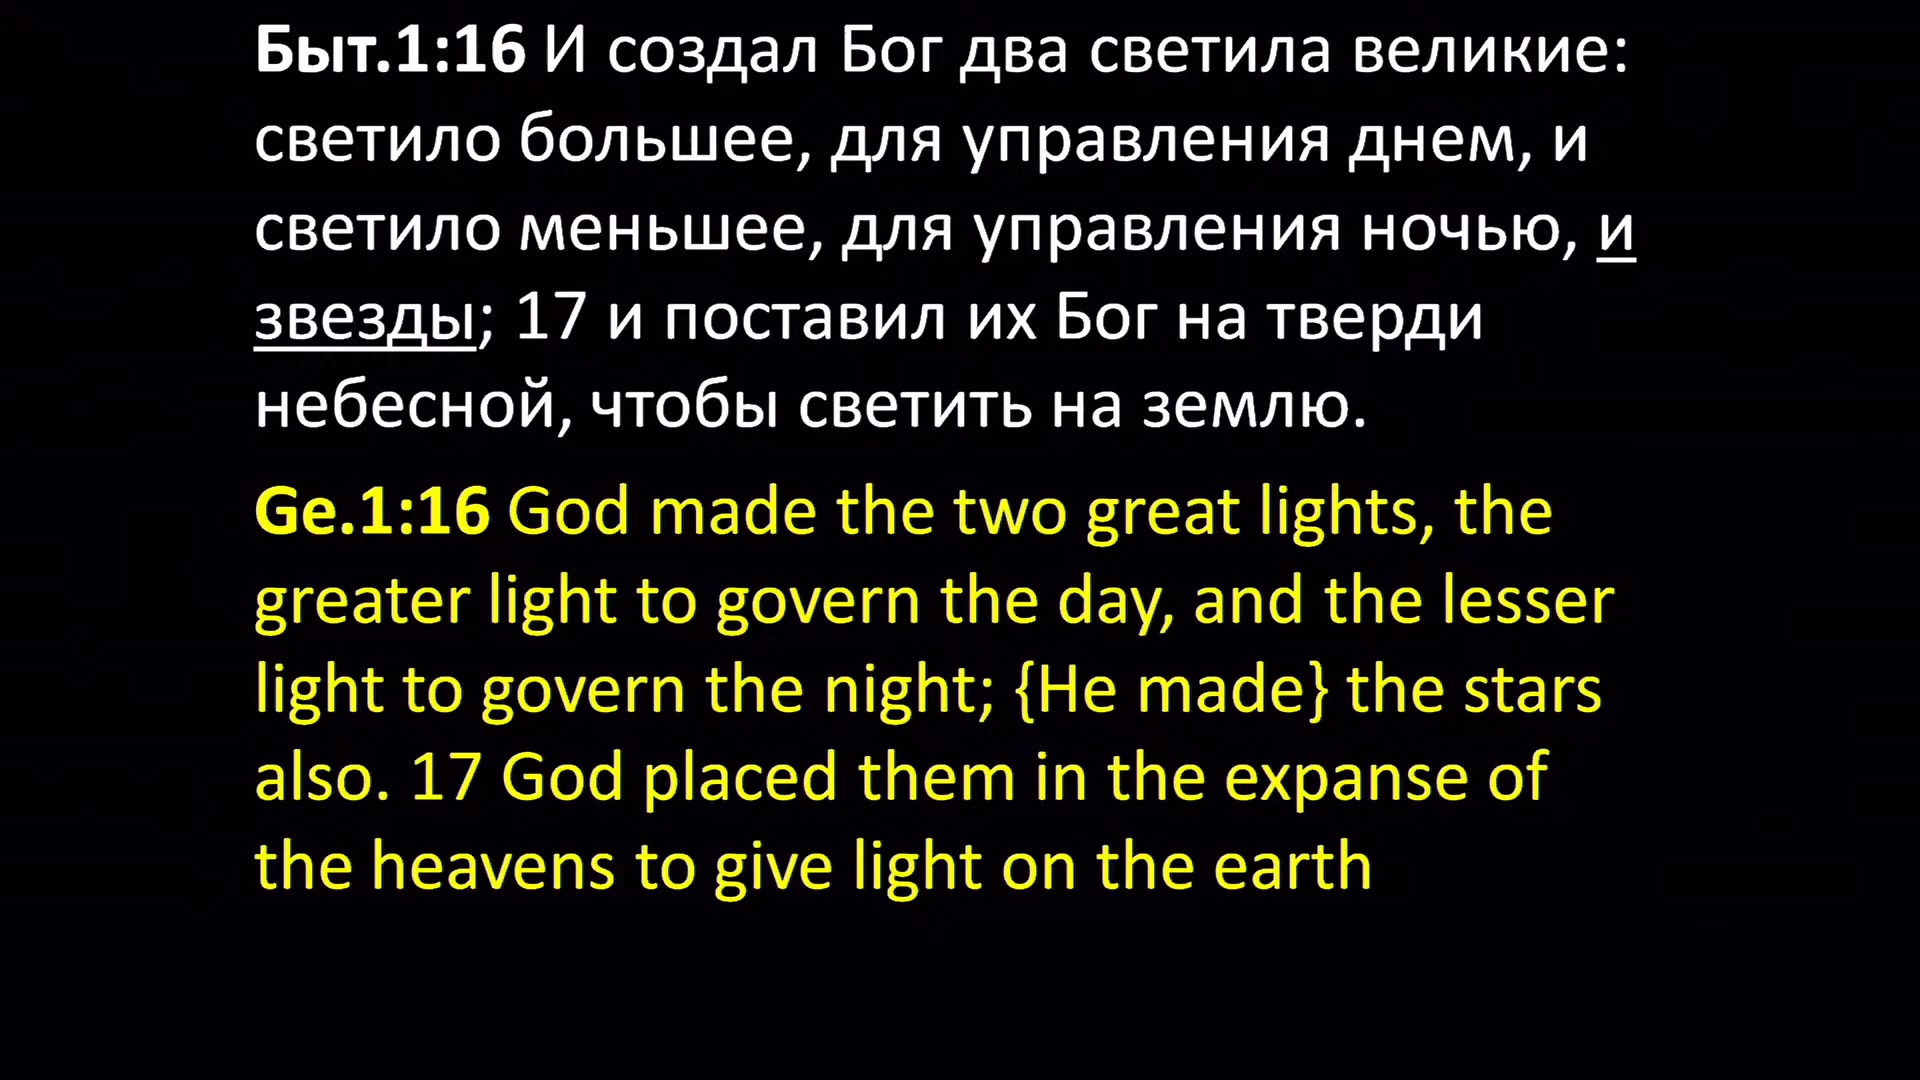 Быт.1:16 И создал Бог два светила великие:
светило большее, для управления днем, и
светило меньшее, для управления ночью, и
звезды; 17 и поставил их Бог на тверди
небесной, чтобы светить на землю.
Ge.1:16 God made the two great lights, the
greater light to govern the day, and the lesser
light to govern the night; {He made} the stars
also. 17 God placed them in the expanse of
the heavens to give light on the earth